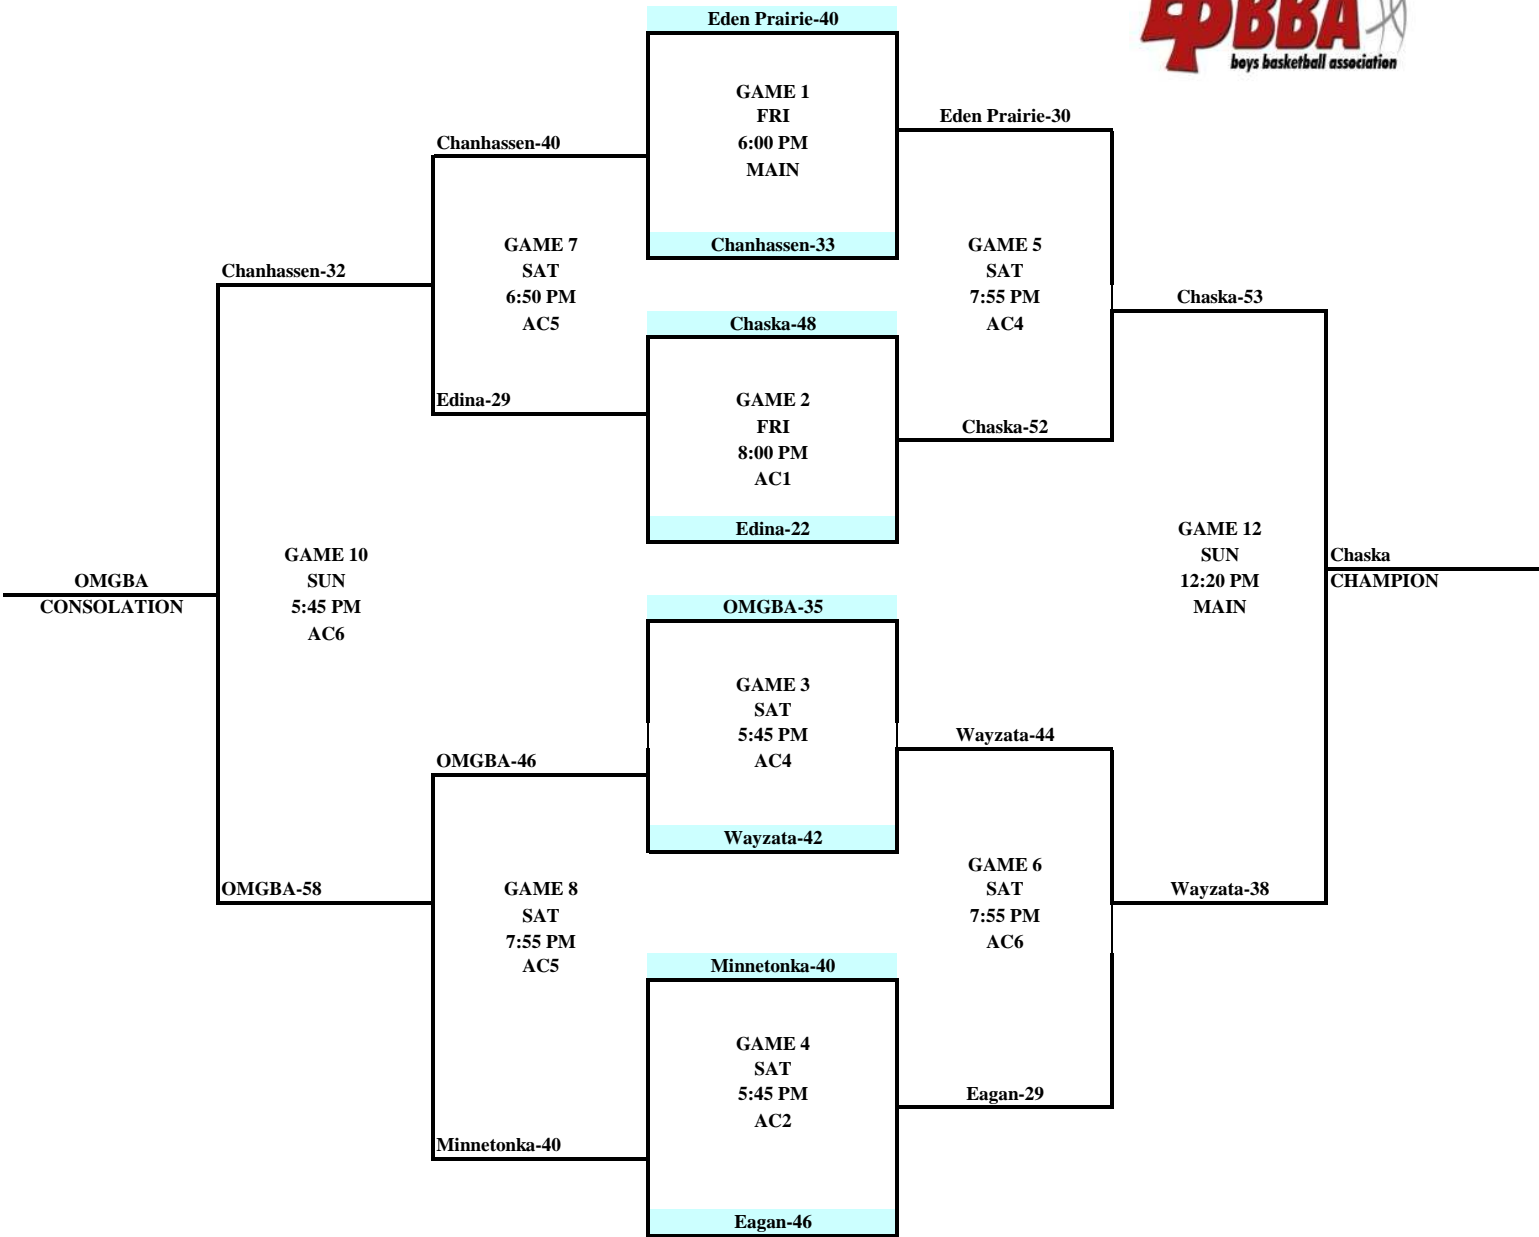 Eden Prairie-40
EPBBA
boys basketball association
GAME 1
FRI
6:00 PM
MAIN
Eden Prairie-30
Chanhassen-40
Chanhassen-33
GAME 7
SAT
6:50 PM
AC5
GAME 5
SAT
7:55 PM
AC4
Chanhassen-32
Chaska-53
Chaska-48
Edina-29
GAME 2
FRI
8:00 PM
AC1
Chaska-52
Edina-22
GAME 10
SUN
5:45 PM
AC6
GAME 12
SUN
12:20 PM
MAIN
Chaska
CHAMPION
OMGBA
CONSOLATION
OMGBA-35
GAME 3
SAT
5:45 PM
AC4
Wayzata-44
OMGBA-46
Wayzata-42
OMGBA-58
GAME 8
SAT
7:55 PM
AC5
GAME 6
SAT
7:55 PM
AC6
Wayzata-38
Minnetonka-40
GAME 4
SAT
5:45 PM
AC2
Eagan-29
Minnetonka-40
Eagan-46